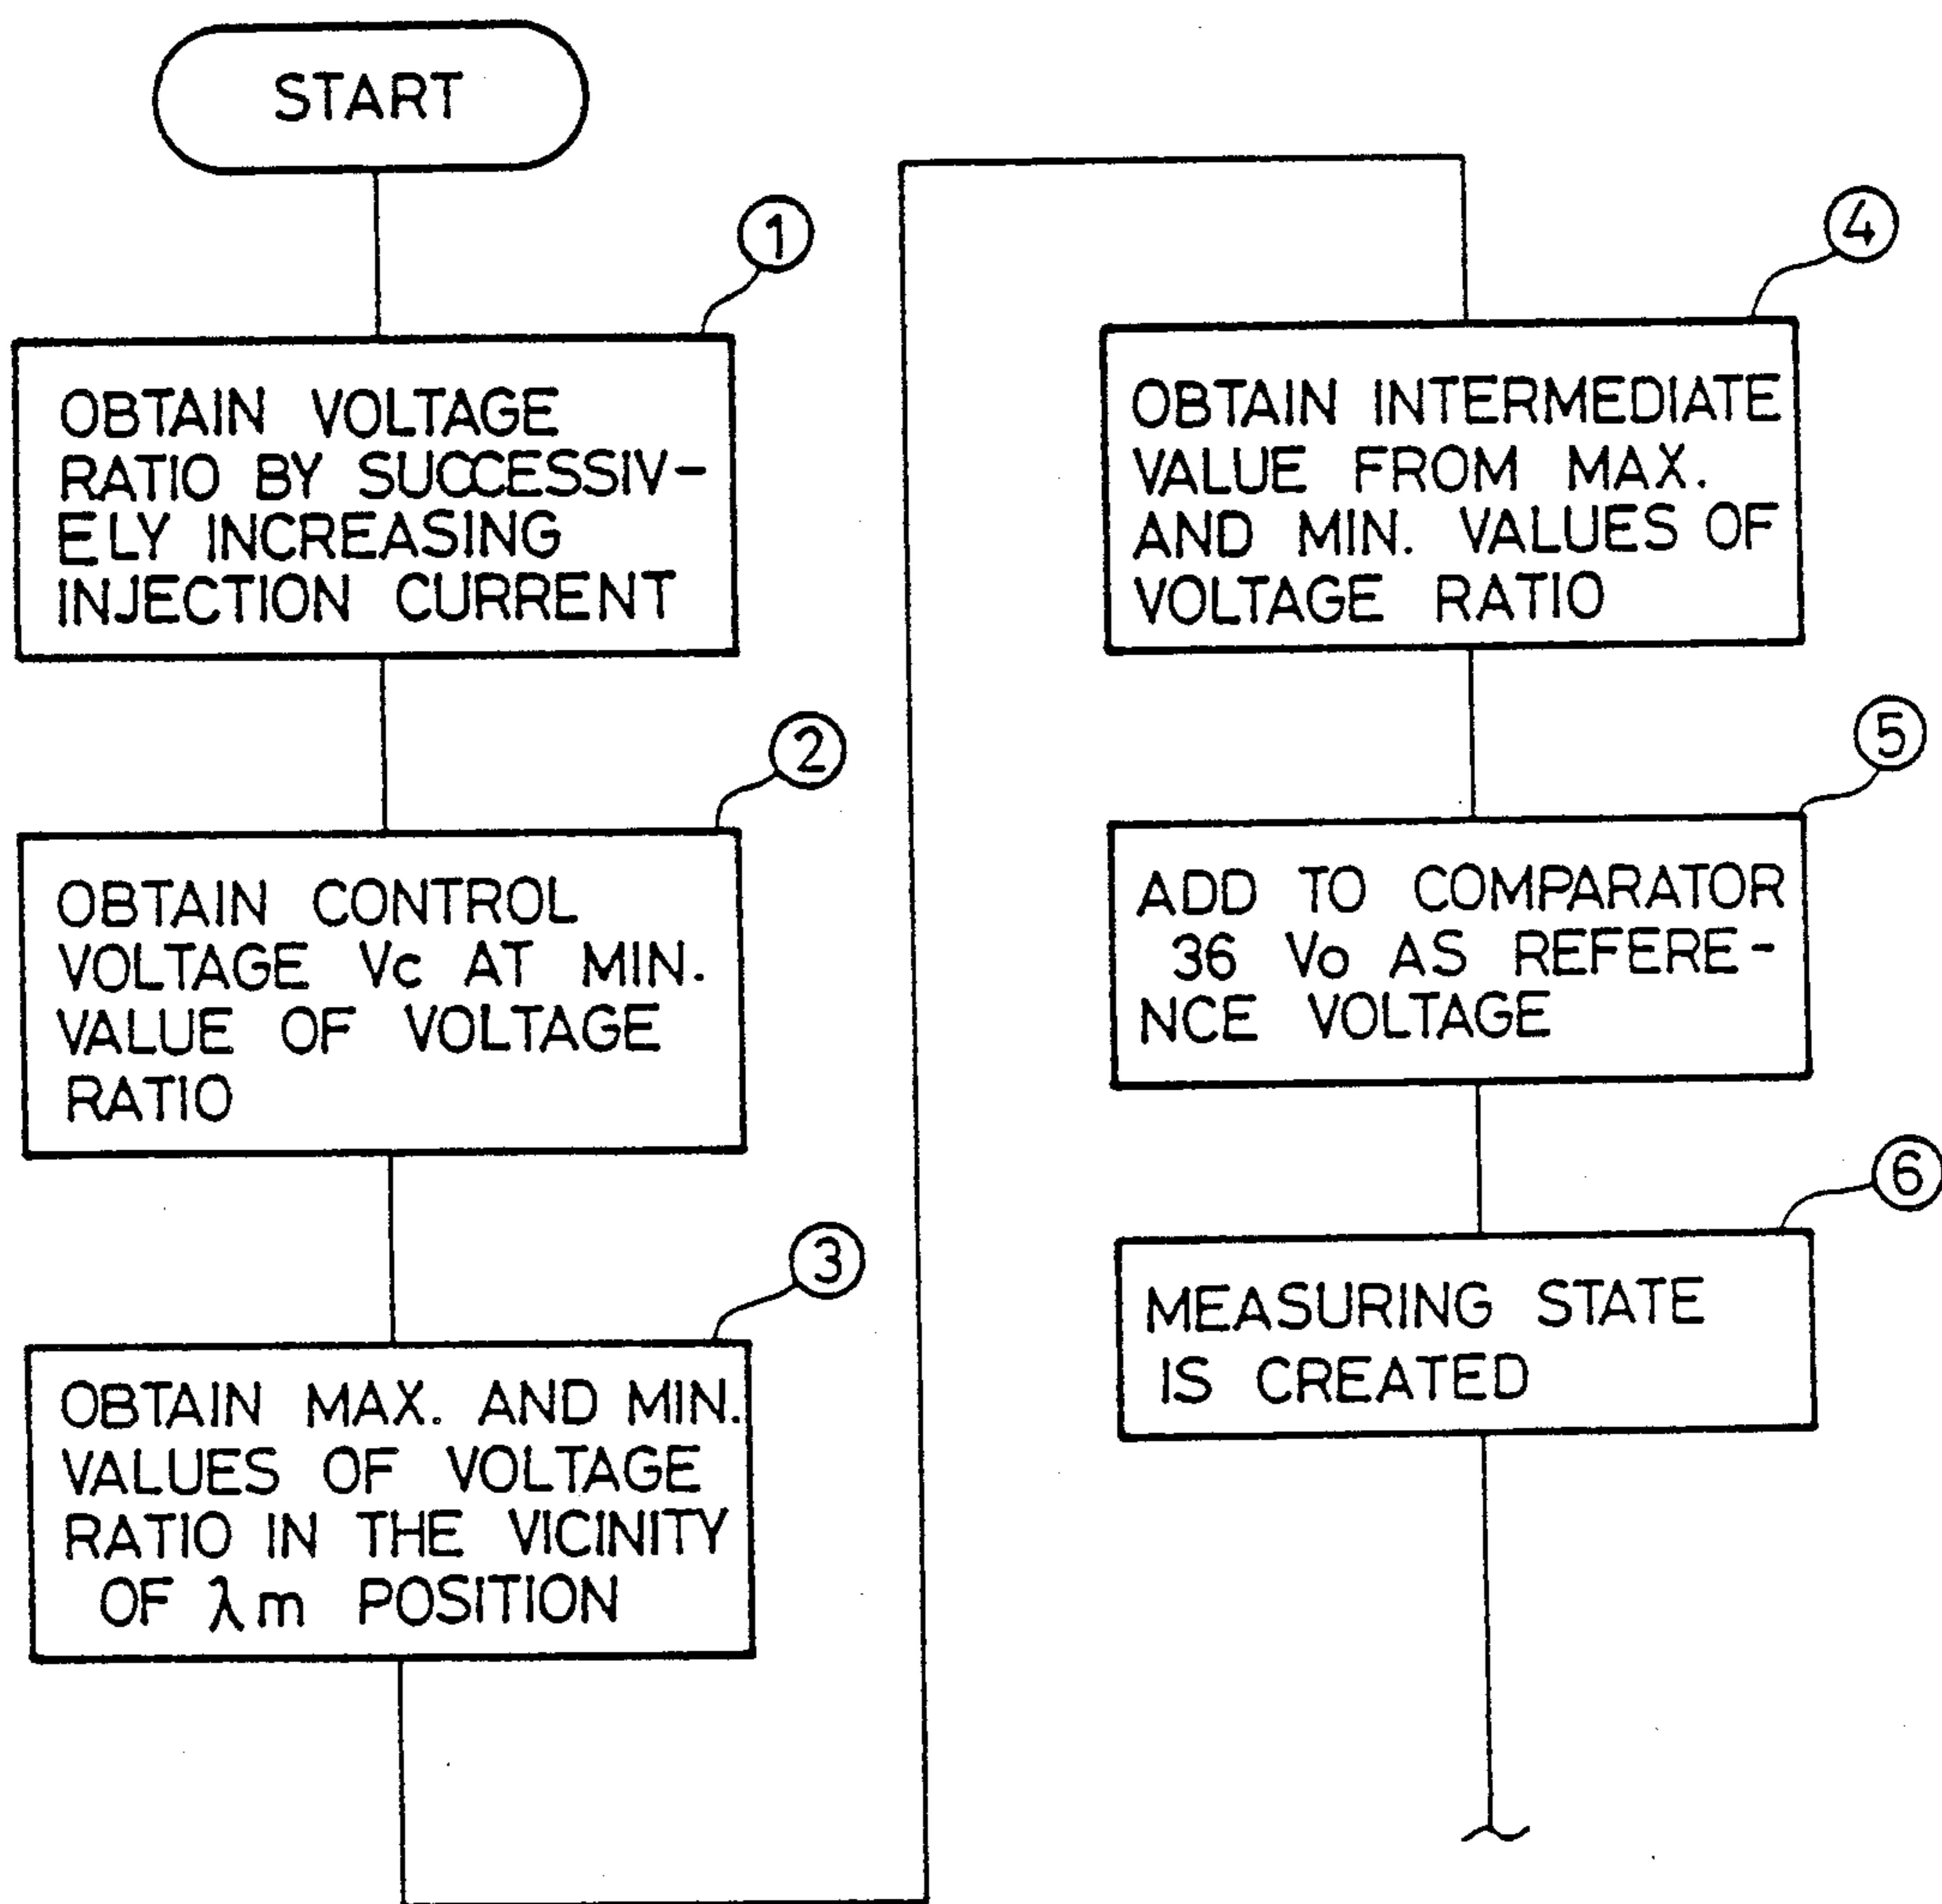 START
①
OBTAIN VOLTAGE
RATIO BY SUCCESSIV-
ELY INCREASING
INJECTION CURRENT
②
OBTAIN CONTROL
VOLTAGE Vc AT MIN.
VALUE OF VOLTAGE
RATIO
③
OBTAIN MAX. AND MIN.
VALUES OF VOLTAGE
RATIO IN THE VICINITY
OF λm POSITION
④
OBTAIN INTERMEDIATE
VALUE FROM MAX.
AND MIN. VALUES OF
VOLTAGE RATIO
⑤
ADD TO COMPARATOR
36 Vo AS REFERE-
NCE VOLTAGE
⑥
MEASURING STATE
IS CREATED